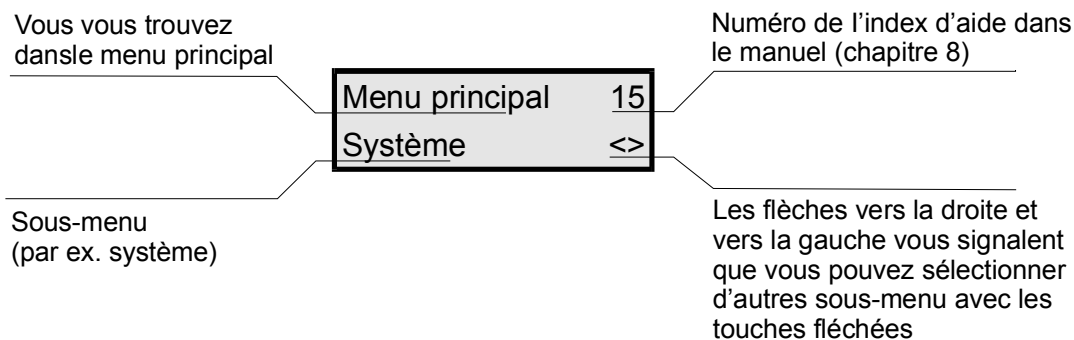 Vous vous trouvez
dansle menu principal
Numéro de l'index d'aide dans
le manuel (chapitre 8)
Menu principal 15
Système <>
Sous-menu
(par ex. système)
Les flèches vers la droite et
vers la gauche vous signalent
que vous pouvez sélectionner
d'autres sous-menu avec les
touches fléchées